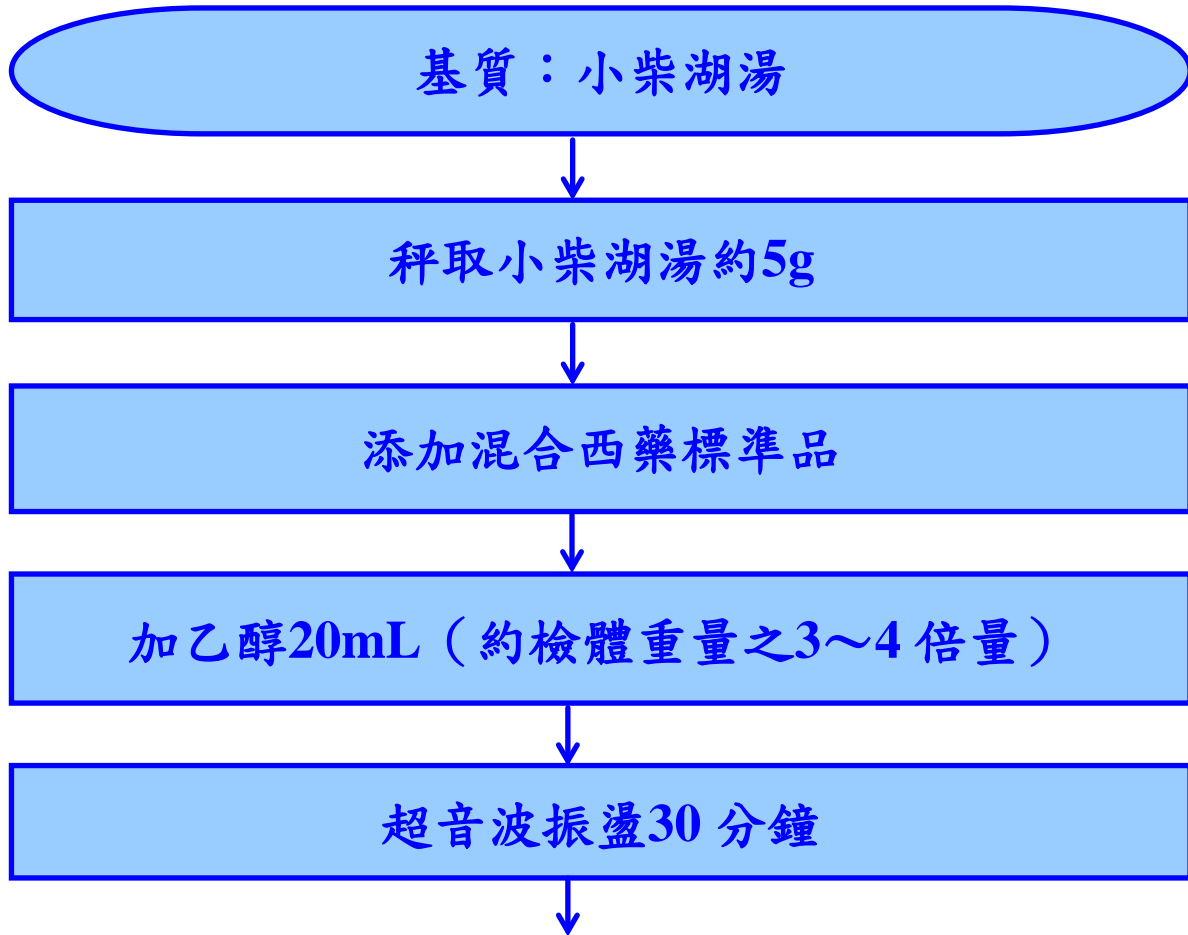 基質：小柴湖湯
秤取小柴湖湯約5g
添加混合西藥標準品
加乙醇20mL（約檢體重量之3～4 倍量）
超音波振盪30 分鐘